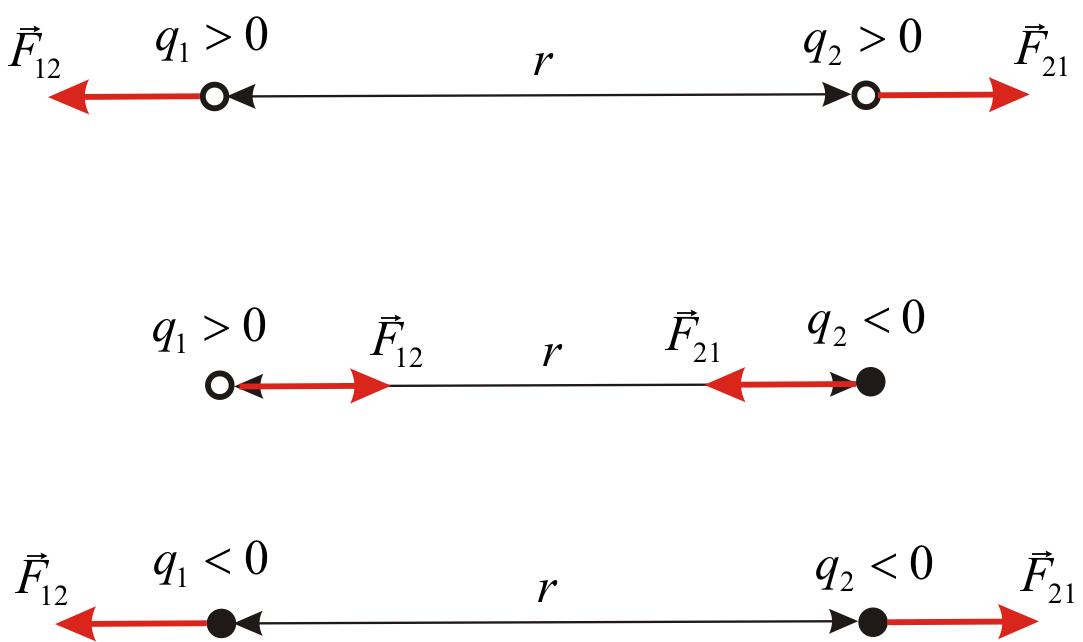 F⃗₁₂ q₁ > 0 r q₂ > 0 F⃗₂₁
q₁ > 0 F⃗₁₂ r F⃗₂₁ q₂ < 0
F⃗₁₂ q₁ < 0 r q₂ < 0 F⃗₂₁